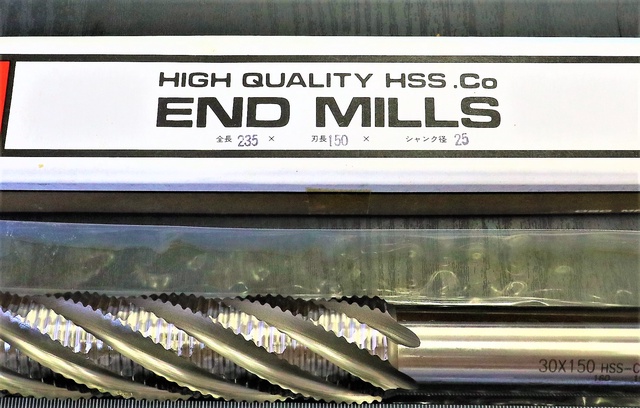 HIGH QUALITY HSS.Co
END MILLS
全長 235 × 刃長 150 × シャンク径 25
30X150 HSS-C